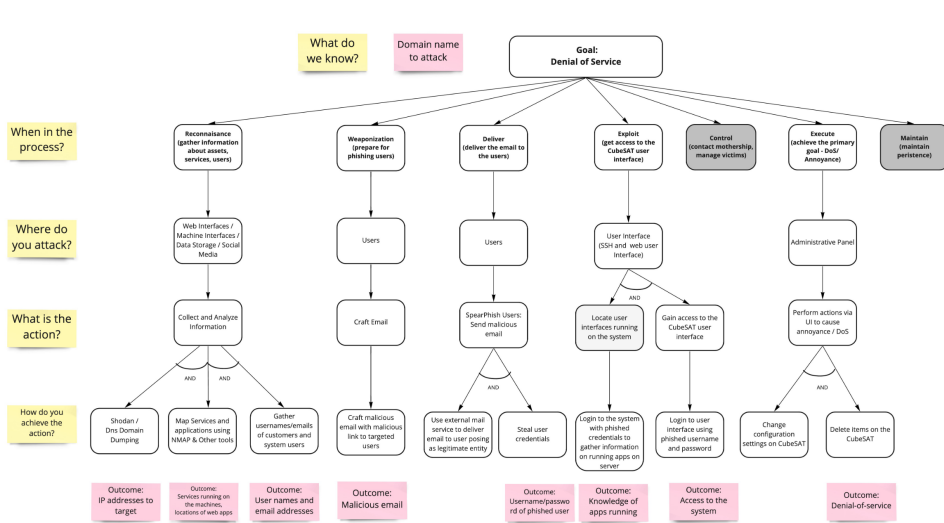 What do
we know?
Domain name
to attack
Goal:
Denial of Service
When in the
process?
Reconnaisance
(gather information
about assets,
services, users)
Weaponization
(prepare for
phishing users)
Deliver
(deliver the email to
the users)
Exploit
(get access to the
CubeSAT user
interface)
Control
(contact mothership,
manage victims)
Execute
(achieve the primary
goal - DoS/
Annoyance)
Maintain
(maintain
peristence)
Where do
you attack?
Web Interfaces /
Machine Interfaces /
Data Storage / Social
Media
Users
Users
User Interface
(SSH and web user
Interface)
Administrative Panel
AND
What is the
action?
Collect and Analyze
Information
Craft Email
SpearPhish Users:
Send malicious
email
Locate user
interfaces running
on the system
Gain access to the
CubeSAT user
interface
Perform actions via
UI to cause
annoyance / DoS
AND
AND
AND
AND
How do you
achieve the
action?
Shodan /
Dns Domain
Dumping
Map Services and
applications using
NMAP & Other tools
Gather
usernames/emails
of customers and
system users
Craft malicious
email with malicious
link to targeted
users
Use external mail
service to deliver
email to user posing
as legitimate entity
Steal user
credentials
Login to the system
with phished
credentials to
gather information
on running apps on
server
Login to user
interface using
phished username
and password
Change
configuration
settings on CubeSAT
Delete items on the
CubeSAT
Outcome:
IP addresses to
target
Outcome:
Services running on
the machines,
locations of web apps
Outcome:
User names and
email addresses
Outcome:
Malicious email
Outcome:
Username/passwo
rd of phished user
Outcome:
Knowledge of
apps running
Outcome:
Access to the
system
Outcome:
Denial-of-service